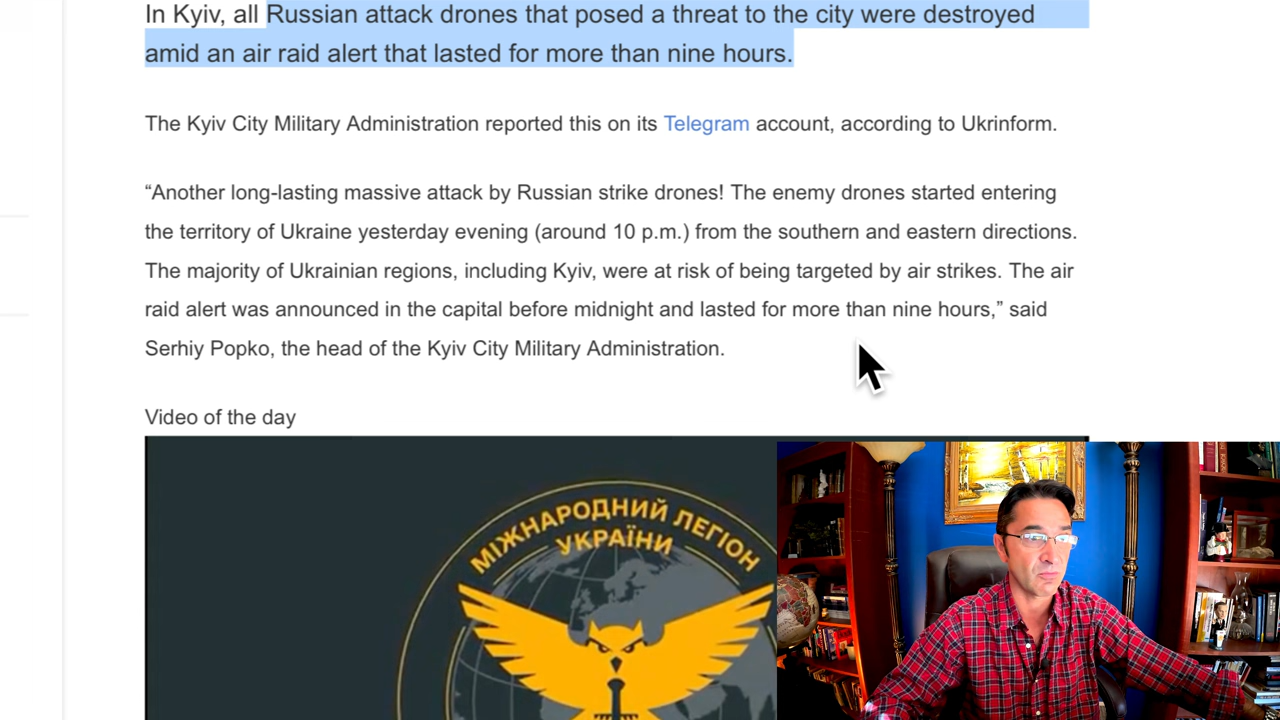 In Kyiv, all Russian attack drones that posed a threat to the city were destroyed
amid an air raid alert that lasted for more than nine hours.
The Kyiv City Military Administration reported this on its Telegram account, according to Ukrinform.
“Another long-lasting massive attack by Russian strike drones! The enemy drones started entering
the territory of Ukraine yesterday evening (around 10 p.m.) from the southern and eastern directions.
The majority of Ukrainian regions, including Kyiv, were at risk of being targeted by air strikes. The air
raid alert was announced in the capital before midnight and lasted for more than nine hours,” said
Serhiy Popko, the head of the Kyiv City Military Administration.
Video of the day
МІЖНАРОДНИЙ ЛЕГІОН
УКРАЇНИ